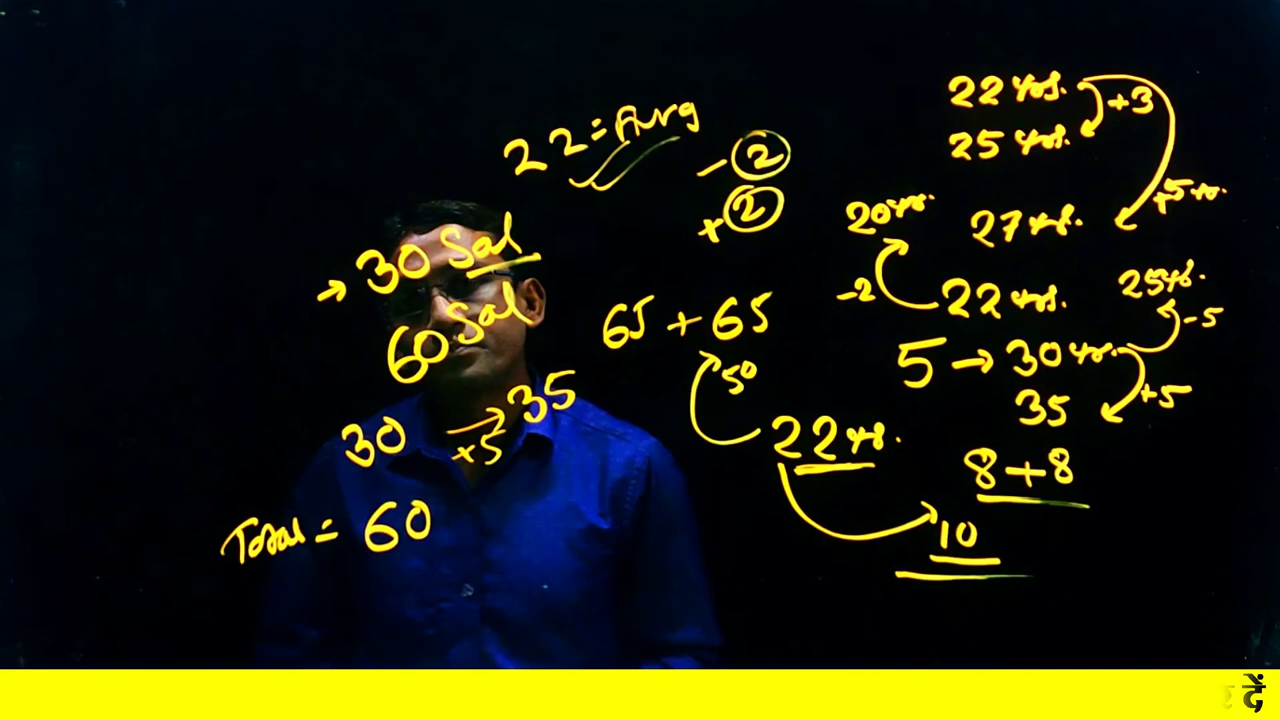 22 = Avg
- 2
+ 2
→ 30 Sal
60 Sal
30 → 35
+5
Total = 60
65 + 65
50
22 yrs.
10
22 yrs.
+3
25 yrs.
27 yrs.
20 yrs.
-2
22 yrs.
25 yrs.
-5
5 → 30 yrs.
+5
35
8 + 8
दें